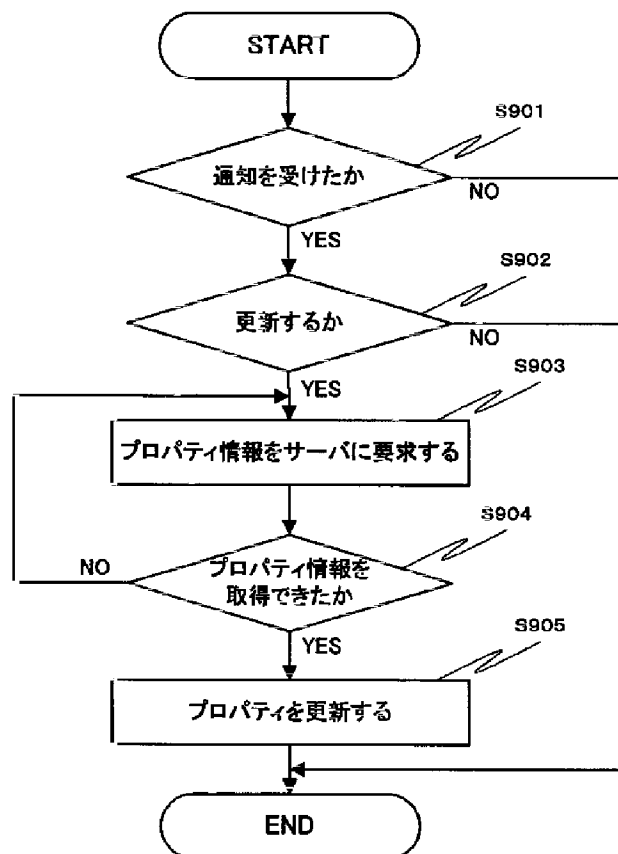 START
S901
通知を受けたか
NO
YES
S902
更新するか
NO
YES
S903
プロパティ情報をサーバに要求する
S904
プロパティ情報を
取得できたか
NO
YES
S905
プロパティを更新する
END